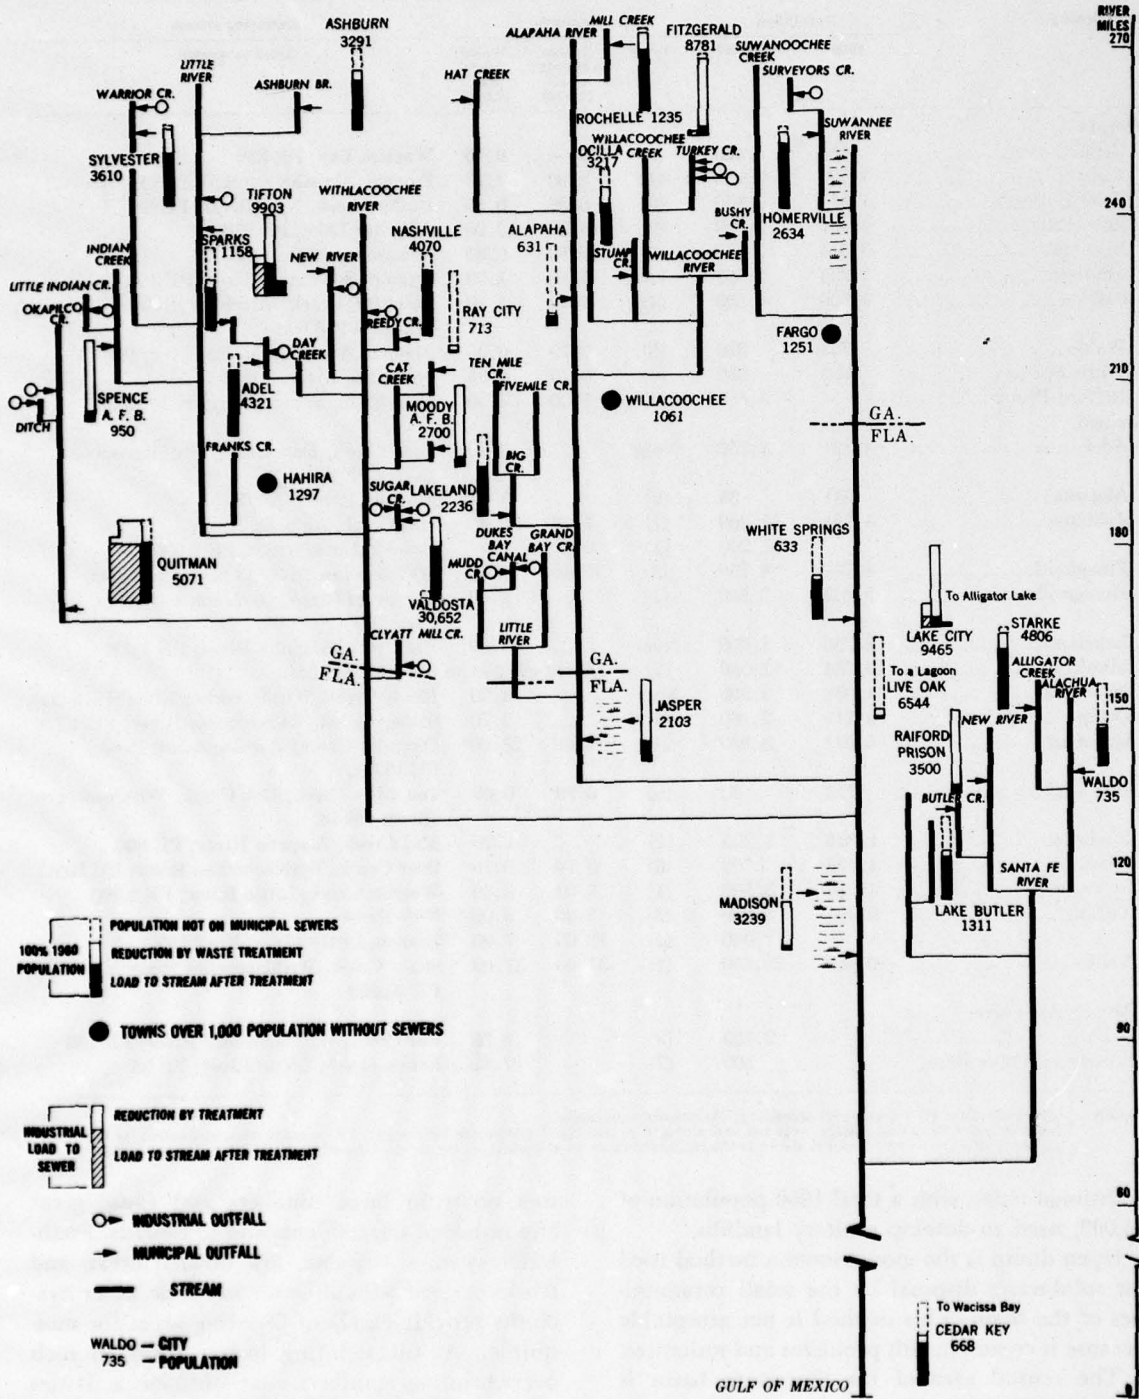 RIVER
MILES
270
240
210
180
150
120
90
60
ASHBURN
3291
LITTLE
RIVER
WARRIOR CR.
ASHBURN BR.
SYLVESTER
3610
TIFTON
9903
SPARKS
1158
INDIAN
CREEK
LITTLE INDIAN CR.
OKAPILCO
CR.
DITCH
SPENCE
A. F. B.
950
ADEL
4321
FRANKS CR.
HAHIRA
1297
QUITMAN
5071
DAY
CREEK
NEW RIVER
WITHLACOOCHEE
RIVER
NASHVILLE
4070
REEDY CR.
RAY CITY
713
CAT
CREEK
MOODY
A. F. B.
2700
SUGAR
CR.
LAKELAND
2236
VALDOSTA
30,652
CLYATT MILL CR.
GA.
FLA.
HAT CREEK
ALAPAHA RIVER
MILL CREEK
ROCHELLE 1235
FITZGERALD
8781
ALAPAHA
631
OCILLA
3217
WILLACOOCHEE
CREEK
TURKEY CR.
STUMP
CR.
BUSHY
CR.
WILLACOOCHEE
RIVER
WILLACOOCHEE
1061
TEN MILE
CR.
FIVEMILE CR.
BIG
CR.
DUKES
BAY
CANAL
GRAND
BAY CR.
MUDD
CR.
LITTLE
RIVER
GA.
FLA.
JASPER
2103
SUWANOOCHEE
CREEK
SURVEYORS CR.
SUWANNEE
RIVER
HOMERVILLE
2634
FARGO
1251
GA.
FLA.
WHITE SPRINGS
633
To Alligator Lake
LAKE CITY
9465
To a Lagoon
LIVE OAK
6544
STARKE
4806
ALLIGATOR
CREEK
ALACHUA
RIVER
NEW RIVER
RAIFORD
PRISON
3500
WALDO
735
BUTLER CR.
SANTA FE
RIVER
LAKE BUTLER
1311
MADISON
3239
100% 1960
POPULATION
POPULATION NOT ON MUNICIPAL SEWERS
REDUCTION BY WASTE TREATMENT
LOAD TO STREAM AFTER TREATMENT
TOWNS OVER 1,000 POPULATION WITHOUT SEWERS
INDUSTRIAL
LOAD TO
SEWER
REDUCTION BY TREATMENT
LOAD TO STREAM AFTER TREATMENT
INDUSTRIAL OUTFALL
MUNICIPAL OUTFALL
STREAM
WALDO — CITY
735 — POPULATION
To Wacissa Bay
CEDAR KEY
668
GULF OF MEXICO